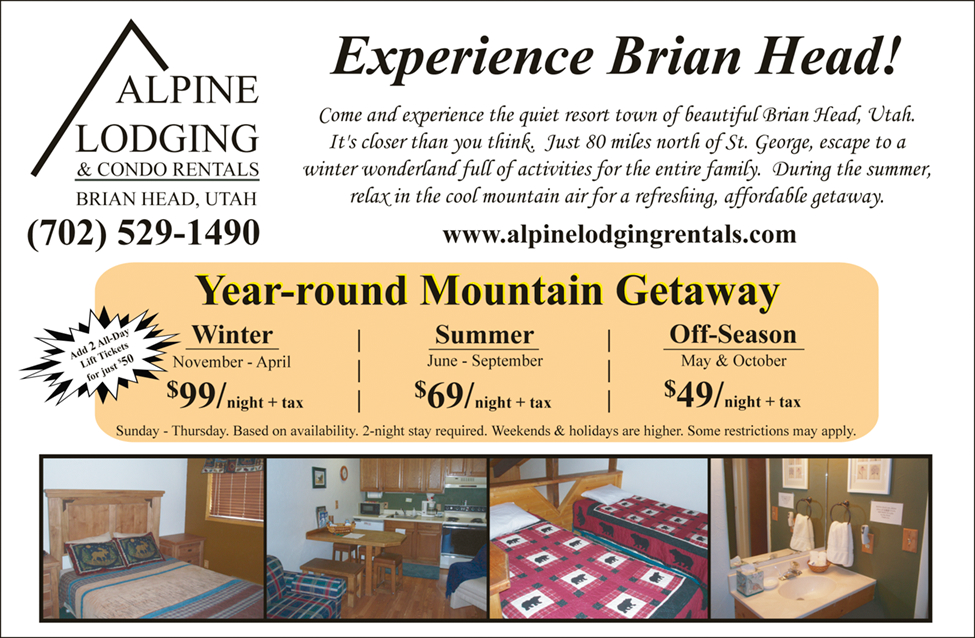 ALPINE
LODGING
& CONDO RENTALS
BRIAN HEAD, UTAH
(702) 529-1490
Experience Brian Head!
Come and experience the quiet resort town of beautiful Brian Head, Utah.
It's closer than you think. Just 80 miles north of St. George, escape to a
winter wonderland full of activities for the entire family. During the summer,
relax in the cool mountain air for a refreshing, affordable getaway.
www.alpinelodgingrentals.com
Year-round Mountain Getaway
Add 2 All-Day
Lift Tickets
for just $50
Winter
November - April
$99/night + tax
Summer
June - September
$69/night + tax
Off-Season
May & October
$49/night + tax
Sunday - Thursday. Based on availability. 2-night stay required. Weekends & holidays are higher. Some restrictions may apply.